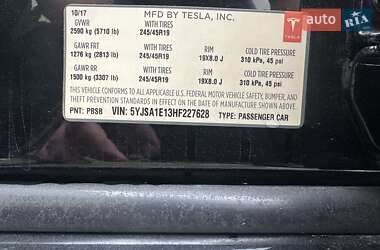 10/17 MFD BY TESLA, INC.
GVWR WITH TIRES
2590 kg (5710 lb) 245/45R19
TESLA
GAWR FRT WITH TIRES RIM COLD TIRE PRESSURE
1276 kg (2813 lb) 245/45R19 19X8.0 J 310 kPa, 45 psi
GAWR RR WITH TIRES RIM COLD TIRE PRESSURE
1500 kg (3307 lb) 245/45R19 19X8.0 J 310 kPa, 45 psi
THIS VEHICLE CONFORMS TO ALL APPLICABLE
U.S. FEDERAL MOTOR VEHICLE SAFETY, BUMPER, AND
THEFT PREVENTION STANDARDS IN EFFECT ON
THE DATE OF MANUFACTURE SHOWN ABOVE.
PNT: PBSB VIN: 5YJSA1E13HF227628 TYPE: PASSENGER CAR
AUTO
RIA